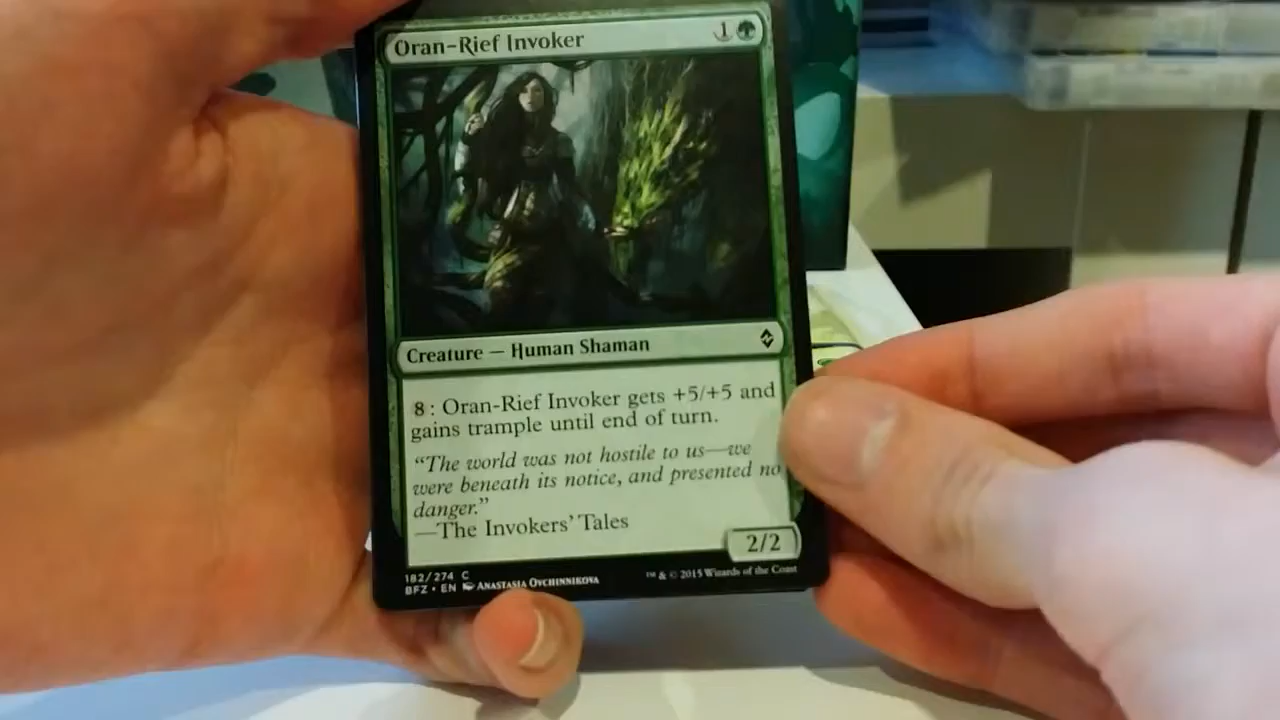 Oran-Rief Invoker 1
Creature — Human Shaman
8: Oran-Rief Invoker gets +5/+5 and
gains trample until end of turn.
“The world was not hostile to us—we
were beneath its notice, and presented no
danger.”
—The Invokers’ Tales
2/2
182/274 C
BFZ • EN ANASTASIA OVCHINNIKOVA
™ & © 2015 Wizards of the Coast